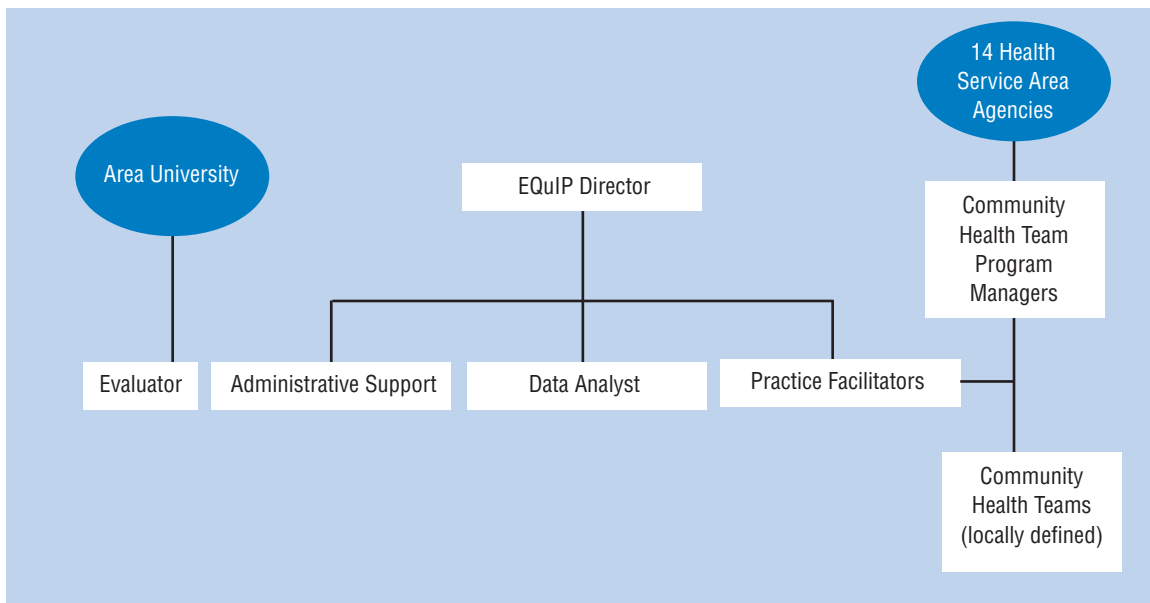 14 Health
Service Area
Agencies
Area University
EQuIP Director
Community
Health Team
Program
Managers
Evaluator
Administrative Support
Data Analyst
Practice Facilitators
Community
Health Teams
(locally defined)